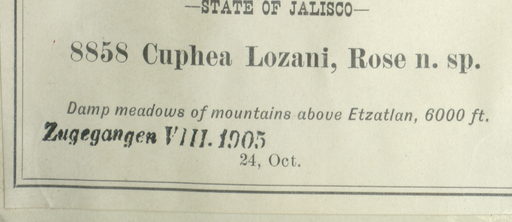 —STATE OF JALISCO—
8858 Cuphea Lozani, Rose n. sp.
Damp meadows of mountains above Etzatlan, 6000 ft.
Zugegangen VIII. 1905
24, Oct.